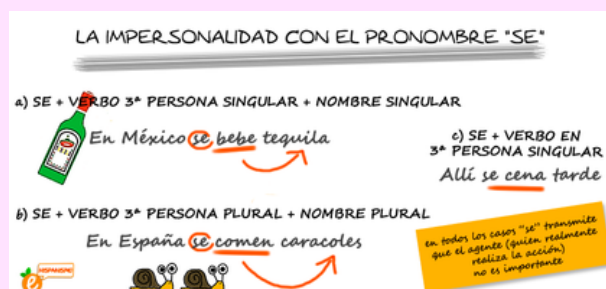 LA IMPERSONALIDAD CON EL PRONOMBRE "SE"
a) SE + VERBO 3ª PERSONA SINGULAR + NOMBRE SINGULAR
En México se bebe tequila
c) SE + VERBO EN
3ª PERSONA SINGULAR
Allí se cena tarde
b) SE + VERBO 3ª PERSONA PLURAL + NOMBRE PLURAL
En España se comen caracoles
en todos los casos "se" transmite
que el agente (quien realmente
realiza la acción)
no es importante
e
HISPANISMO